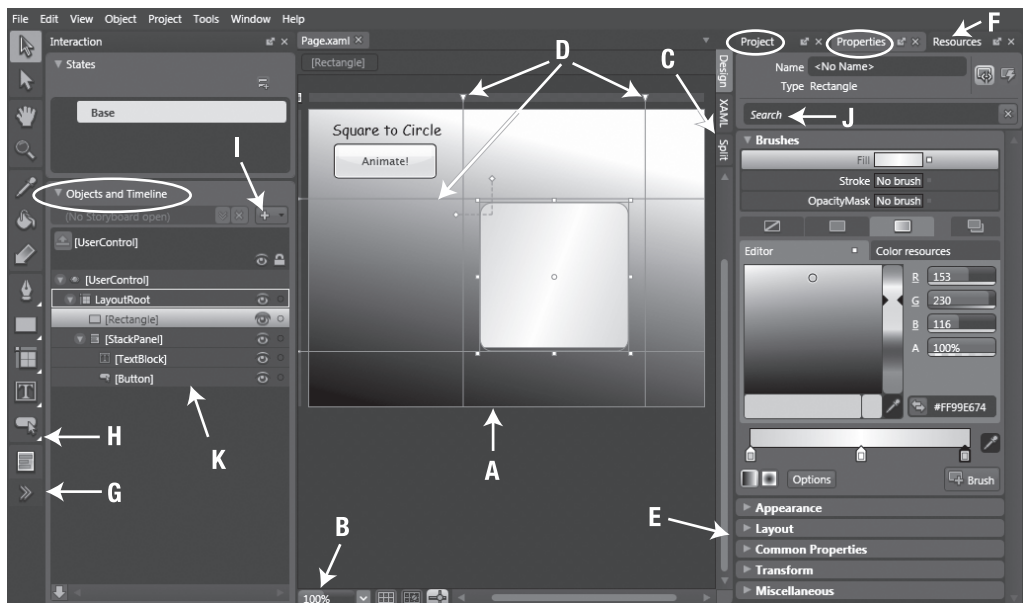 File Edit View Object Project Tools Window Help
F
Interaction
Page.xaml
Project
Properties
Resources
States
[Rectangle]
D
C
Design
XAML
Split
Name <No Name>
Type Rectangle
Base
Search
J
Square to Circle
Animate!
I
Brushes
Fill
Stroke No brush
OpacityMask No brush
Objects and Timeline
(No Storyboard open)
[UserControl]
Editor
Color resources
[UserControl]
LayoutRoot
[Rectangle]
[StackPanel]
[TextBlock]
[Button]
R 153
G 230
B 116
A 100%
#FF99E674
H
K
A
G
Options
Brush
E
Appearance
Layout
Common Properties
Transform
Miscellaneous
B
100%